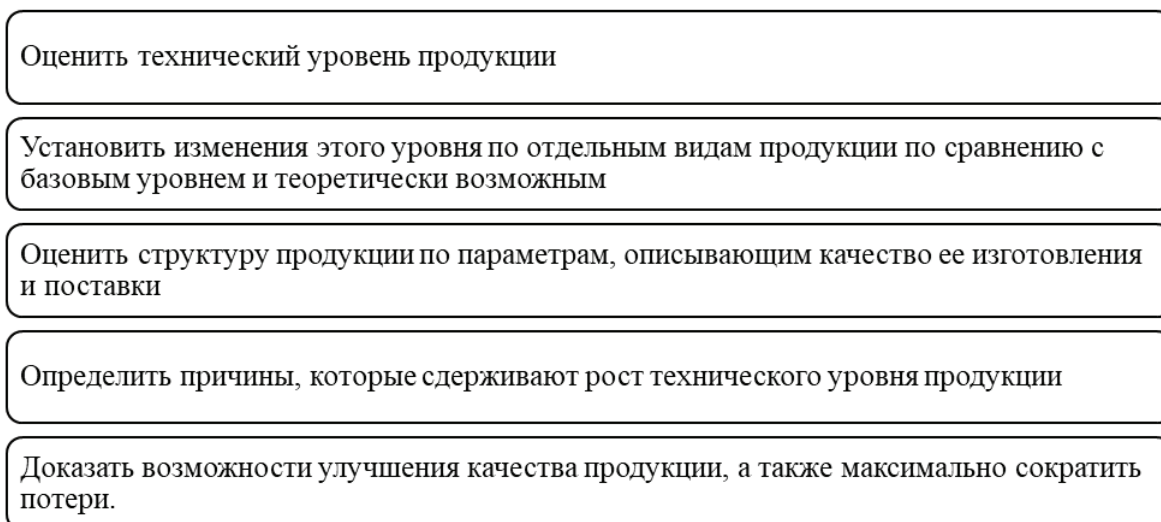 Оценить технический уровень продукции
Установить изменения этого уровня по отдельным видам продукции по сравнению с
базовым уровнем и теоретически возможным
Оценить структуру продукции по параметрам, описывающим качество ее изготовления
и поставки
Определить причины, которые сдерживают рост технического уровня продукции
Доказать возможности улучшения качества продукции, а также максимально сократить
потери.